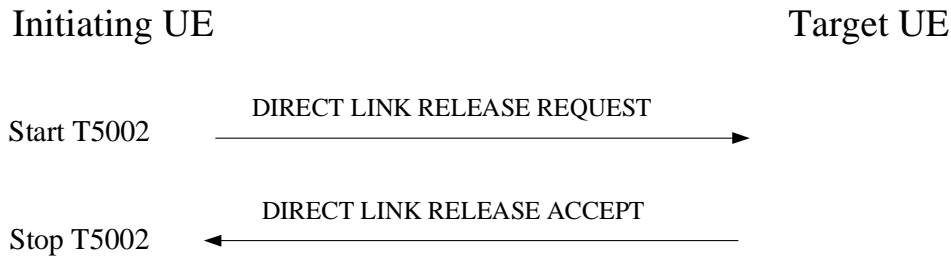 Initiating UE
Target UE
DIRECT LINK RELEASE REQUEST
Start T5002
DIRECT LINK RELEASE ACCEPT
Stop T5002